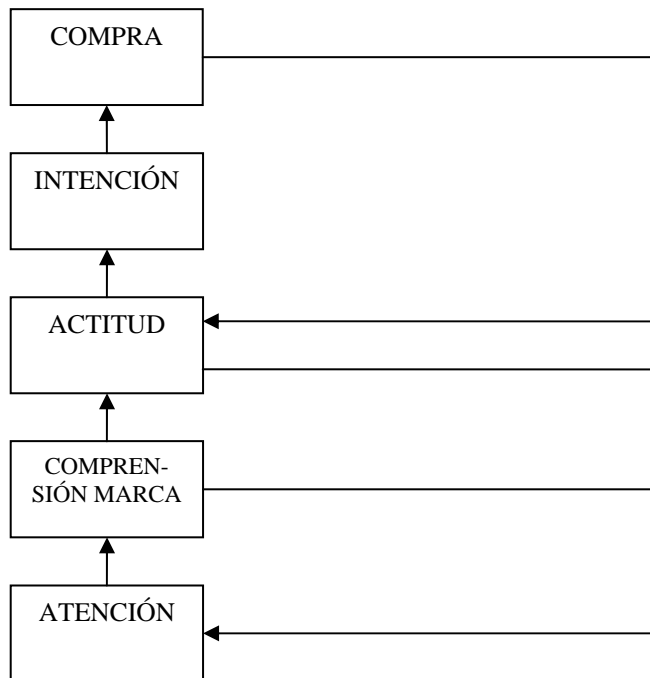 COMPRA
INTENCIÓN
ACTITUD
COMPREN-
SIÓN MARCA
ATENCIÓN